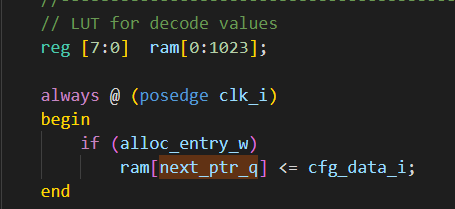 //-----------------------------------------------------------------
// LUT for decode values
reg [7:0]  ram[0:1023];
always @ (posedge clk_i)
begin
if (alloc_entry_w)
ram[next_ptr_q] <= cfg_data_i;
end